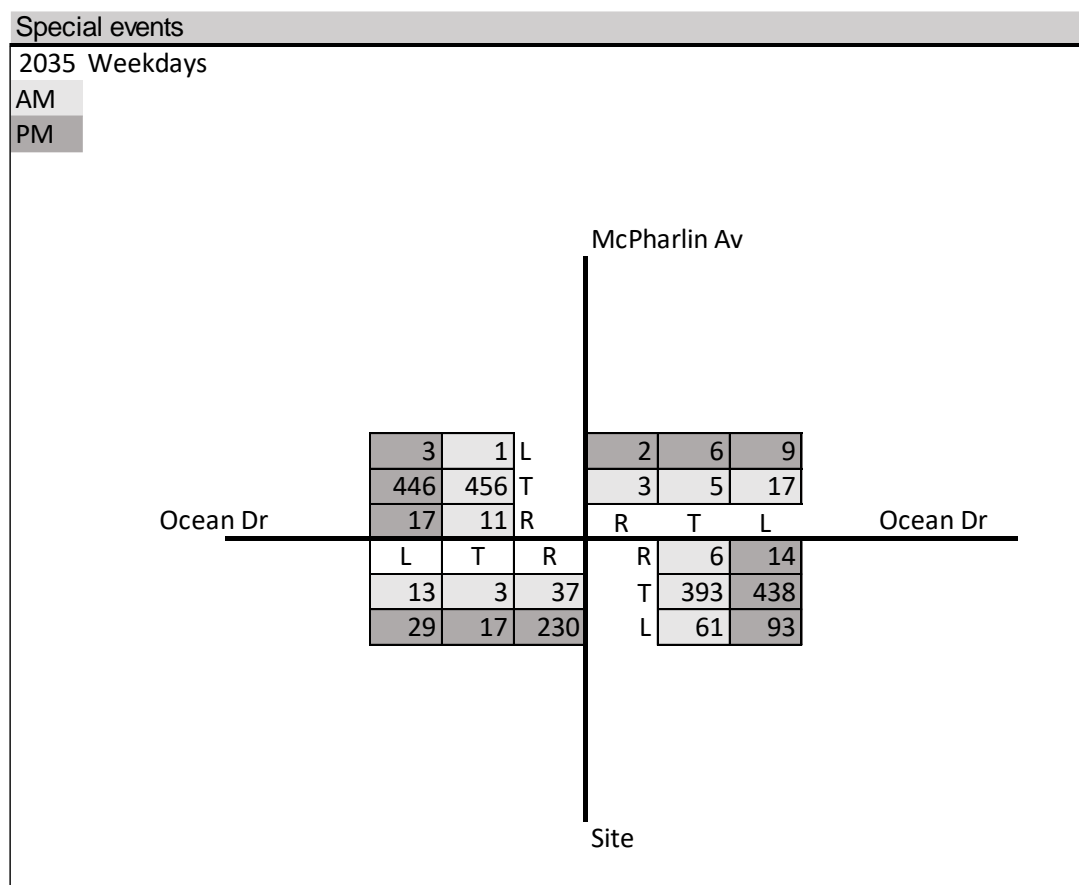 Special events
2035 Weekdays
AM
PM
McPharlin Av
3 1 L 2 6 9
446 456 T 3 5 17
Ocean Dr 17 11 R R T L Ocean Dr
L T R R 6 14
13 3 37 T 393 438
29 17 230 L 61 93
Site